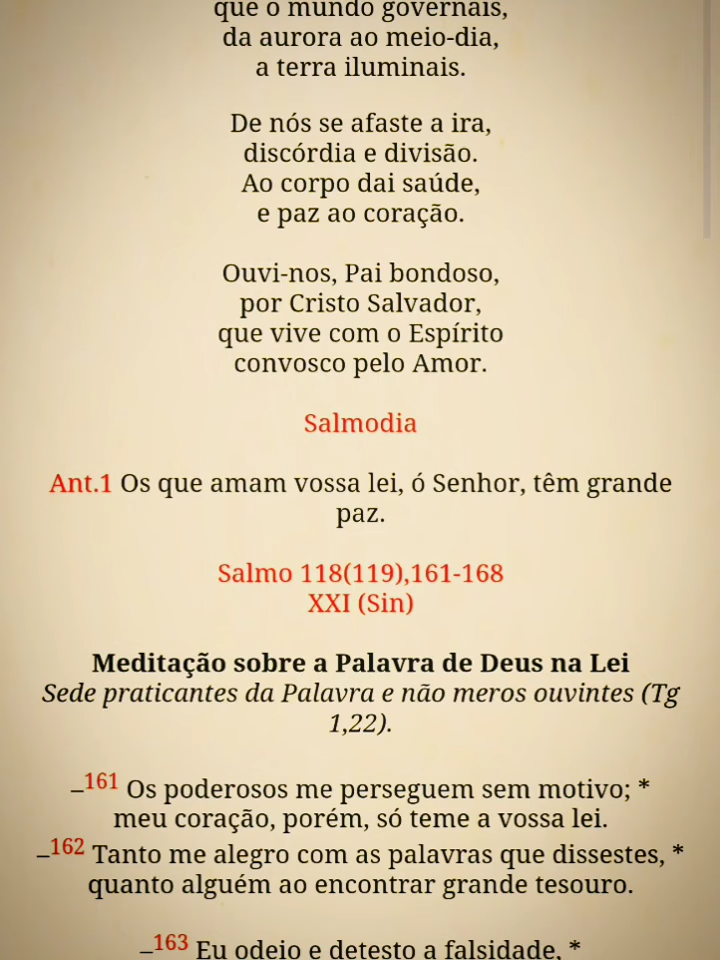 que o mundo governais,
da aurora ao meio-dia,
a terra iluminais.
De nós se afaste a ira,
discórdia e divisão.
Ao corpo dai saúde,
e paz ao coração.
Ouvi-nos, Pai bondoso,
por Cristo Salvador,
que vive com o Espírito
convosco pelo Amor.
Salmodia
Ant.1 Os que amam vossa lei, ó Senhor, têm grande
paz.
Salmo 118(119),161-168
XXI (Sin)
Meditação sobre a Palavra de Deus na Lei
Sede praticantes da Palavra e não meros ouvintes (Tg
1,22).
–161 Os poderosos me perseguem sem motivo; *
meu coração, porém, só teme a vossa lei.
–162 Tanto me alegro com as palavras que dissestes, *
quanto alguém ao encontrar grande tesouro.
–163 Eu odeio e detesto a falsidade, *